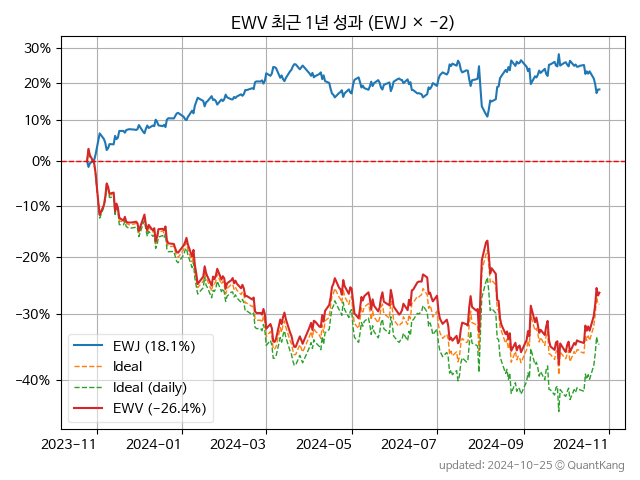 EWV 최근 1년 성과 (EWJ × −2)
30%
20%
10%
0%
−10%
−20%
−30%
−40%
EWJ (18.1%)
Ideal
Ideal (daily)
EWV (−26.4%)
2023−11 2024−01 2024−03 2024−05 2024−07 2024−09 2024−11
updated: 2024-10-25 © QuantKang